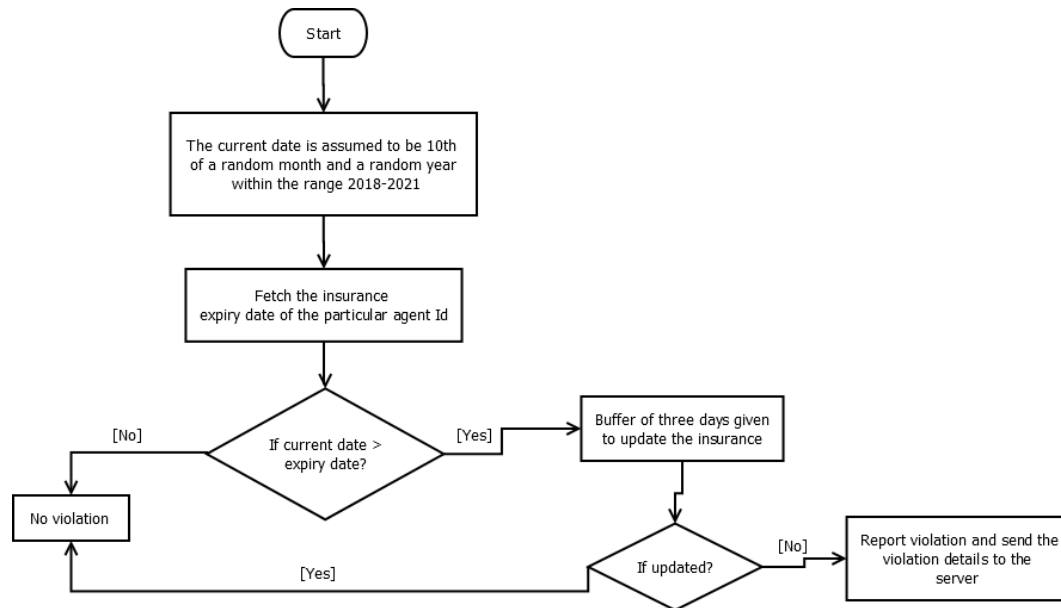 Start
The current date is assumed to be 10th
of a random month and a random year
within the range 2018-2021
Fetch the insurance
expiry date of the particular agent Id
If current date >
expiry date?
[No]
[Yes]
Buffer of three days given
to update the insurance
No violation
If updated?
[Yes]
[No]
Report violation and send the
violation details to the
server